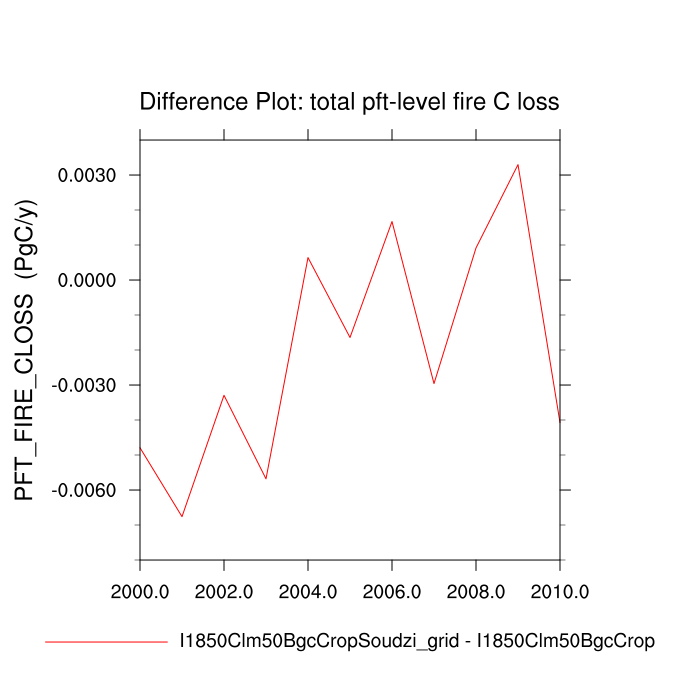 Difference Plot: total pft-level fire C loss
PFT_FIRE_CLOSS (PgC/y)
0.0030
0.0000
-0.0030
-0.0060
2000.0 2002.0 2004.0 2006.0 2008.0 2010.0
I1850Clm50BgcCropSoudzi_grid - I1850Clm50BgcCrop